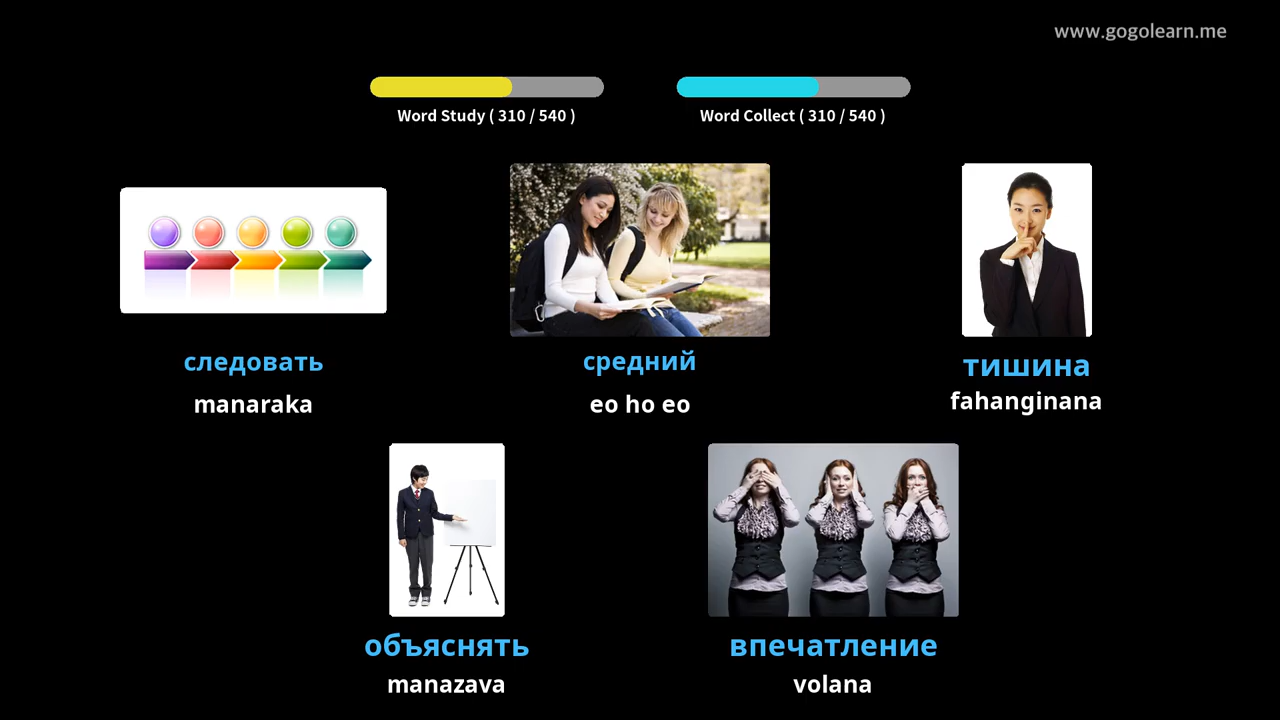 www.gogolearn.me
Word Study ( 310 / 540 )
Word Collect ( 310 / 540 )
следовать
manaraka
средний
eo ho eo
тишина
fahanginana
объяснять
manazava
впечатление
volana